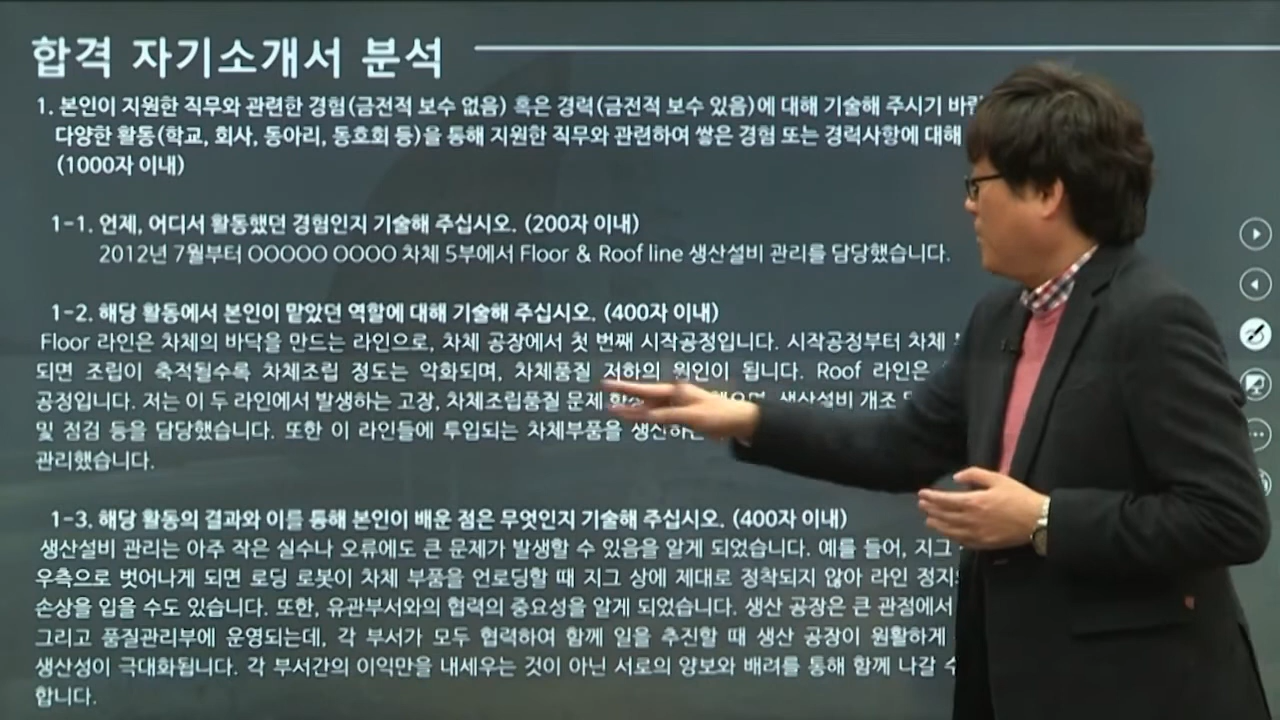 합격 자기소개서 분석
1. 본인이 지원한 직무와 관련한 경험(금전적 보수 없음) 혹은 경력(금전적 보수 있음)에 대해 기술해 주시기
다양한 활동(학교, 회사, 동아리, 동호회 등)을 통해 지원한 직무와 관련하여 쌓은 경험 또는 경력사항에 대해
(1000자 이내)
1-1. 언제, 어디서 활동했던 경험인지 기술해 주십시오. (200자 이내)
2012년 7월부터 OOOOO OOOO 차체 5부에서 Floor & Roof line 생산설비 관리를 담당했습니다.
1-2. 해당 활동에서 본인이 맡았던 역할에 대해 기술해 주십시오. (400자 이내)
Floor 라인은 차체의 바닥을 만드는 라인으로, 차체 공장에서 첫 번째 시작공정입니다. 시작공정부터 차체
되면 조립이 축적될수록 차체조립 정도는 악화되며, 차체품질 저하의 원인이 됩니다. Roof 라인은
공정입니다. 저는 이 두 라인에서 발생하는 고장, 차체조립품질 문제 생산설비 개조
및 점검 등을 담당했습니다. 또한 이 라인들에 투입되는 차체부품을 생산하는
관리했습니다.
1-3. 해당 활동의 결과와 이를 통해 본인이 배운 점은 무엇인지 기술해 주십시오. (400자 이내)
생산설비 관리는 아주 작은 실수나 오류에도 큰 문제가 발생할 수 있음을 알게 되었습니다. 예를 들어, 지그
우측으로 벗어나게 되면 로딩 로봇이 차체 부품을 언로딩할 때 지그 상에 제대로 정착되지 않아 라인
손상을 입을 수도 있습니다. 또한, 유관부서와의 협력의 중요성을 알게 되었습니다. 생산 공장은 큰 관점에서
그리고 품질관리부에 운영되는데, 각 부서가 모두 협력하여 함께 일을 추진할 때 생산 공장이 원활하게
생산성이 극대화됩니다. 각 부서간의 이익만을 내세우는 것이 아닌 서로의 양보와 배려를 통해 함께 나갈
합니다.